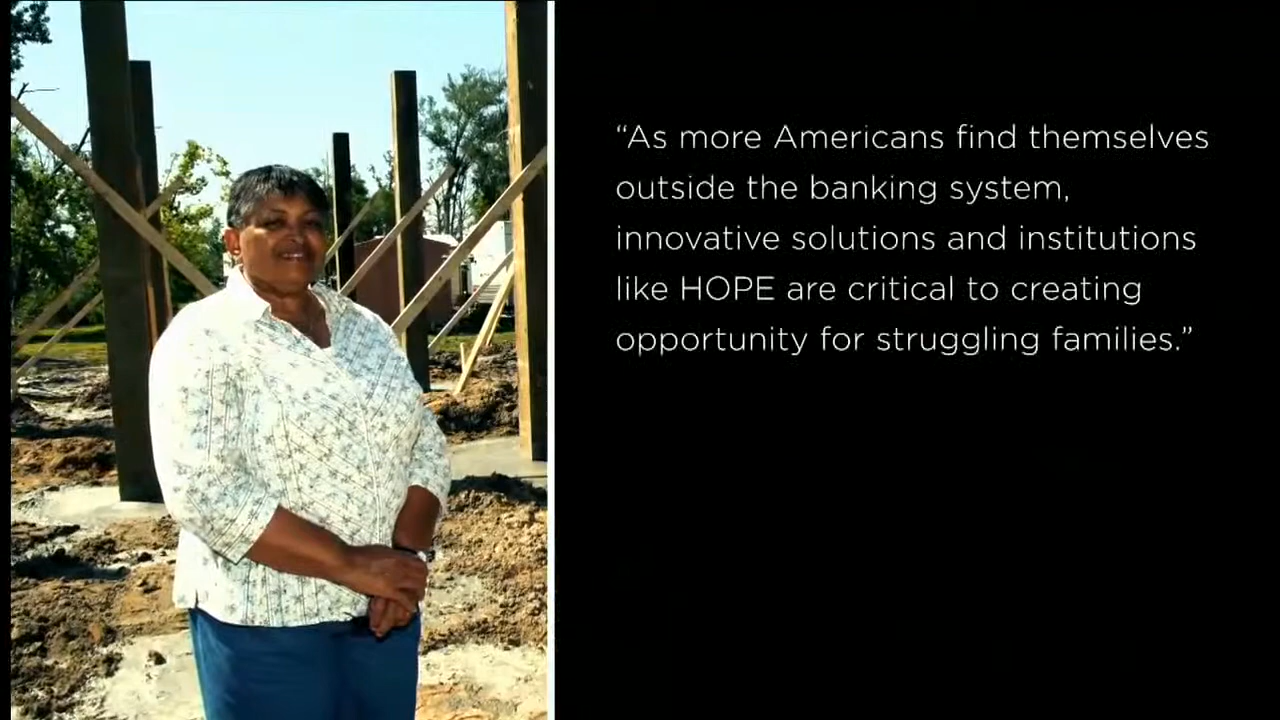 “As more Americans find themselves
outside the banking system,
innovative solutions and institutions
like HOPE are critical to creating
opportunity for struggling families.”